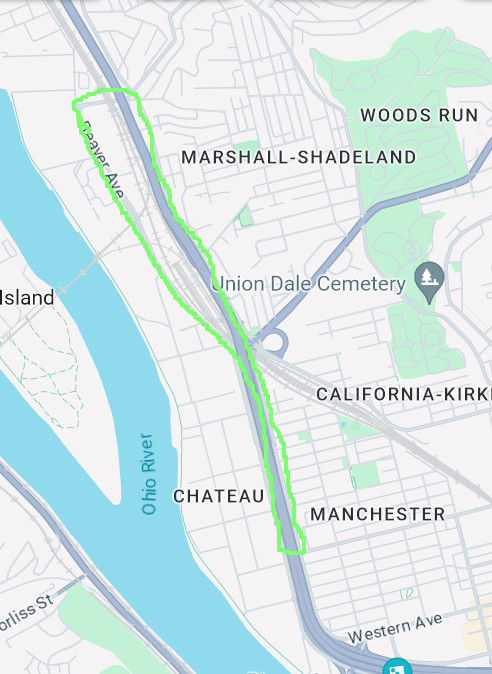 WOODS RUN
Beaver Ave
MARSHALL-SHADELAND
Union Dale Cemetery
Island
CALIFORNIA-KIRK
Ohio River
CHATEAU
MANCHESTER
orliss St
Western Ave